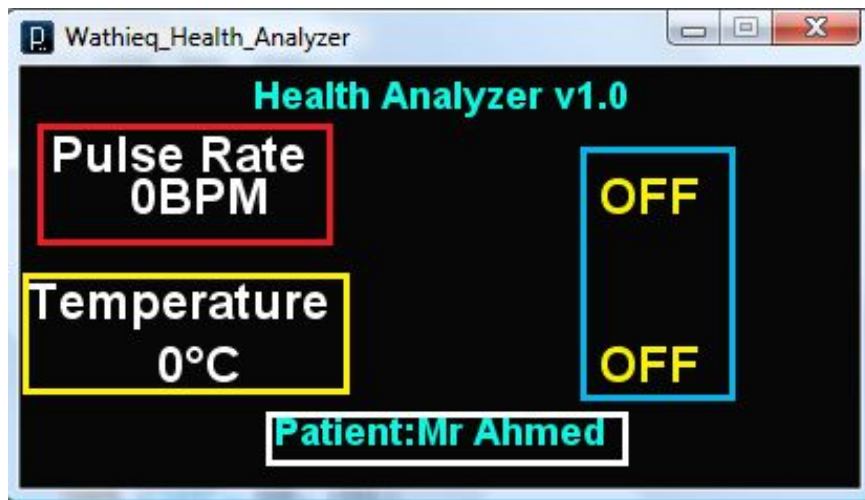 Wathieq_Health_Analyzer
Health Analyzer v1.0
Pulse Rate
0BPM
OFF
Temperature
0°C
OFF
Patient:Mr Ahmed